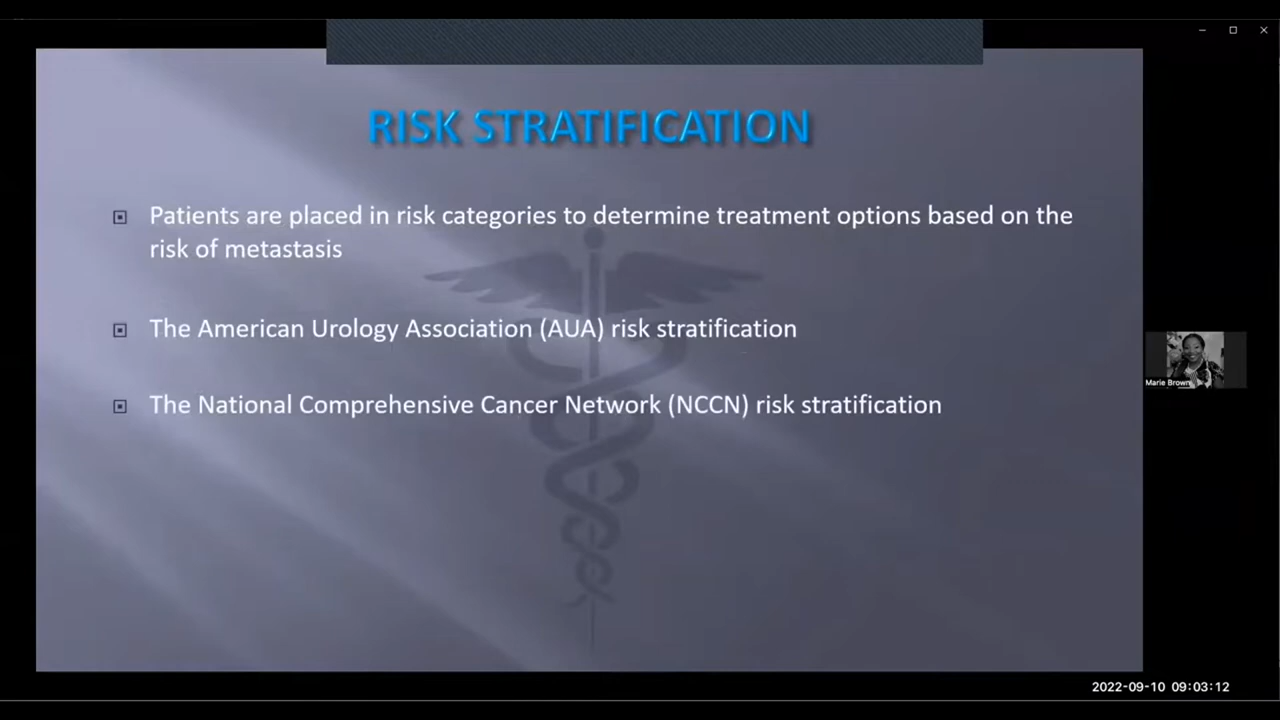 RISK STRATIFICATION
Patients are placed in risk categories to determine treatment options based on the
risk of metastasis
The American Urology Association (AUA) risk stratification
The National Comprehensive Cancer Network (NCCN) risk stratification
Marie Brown
2022-09-10 09:03:12